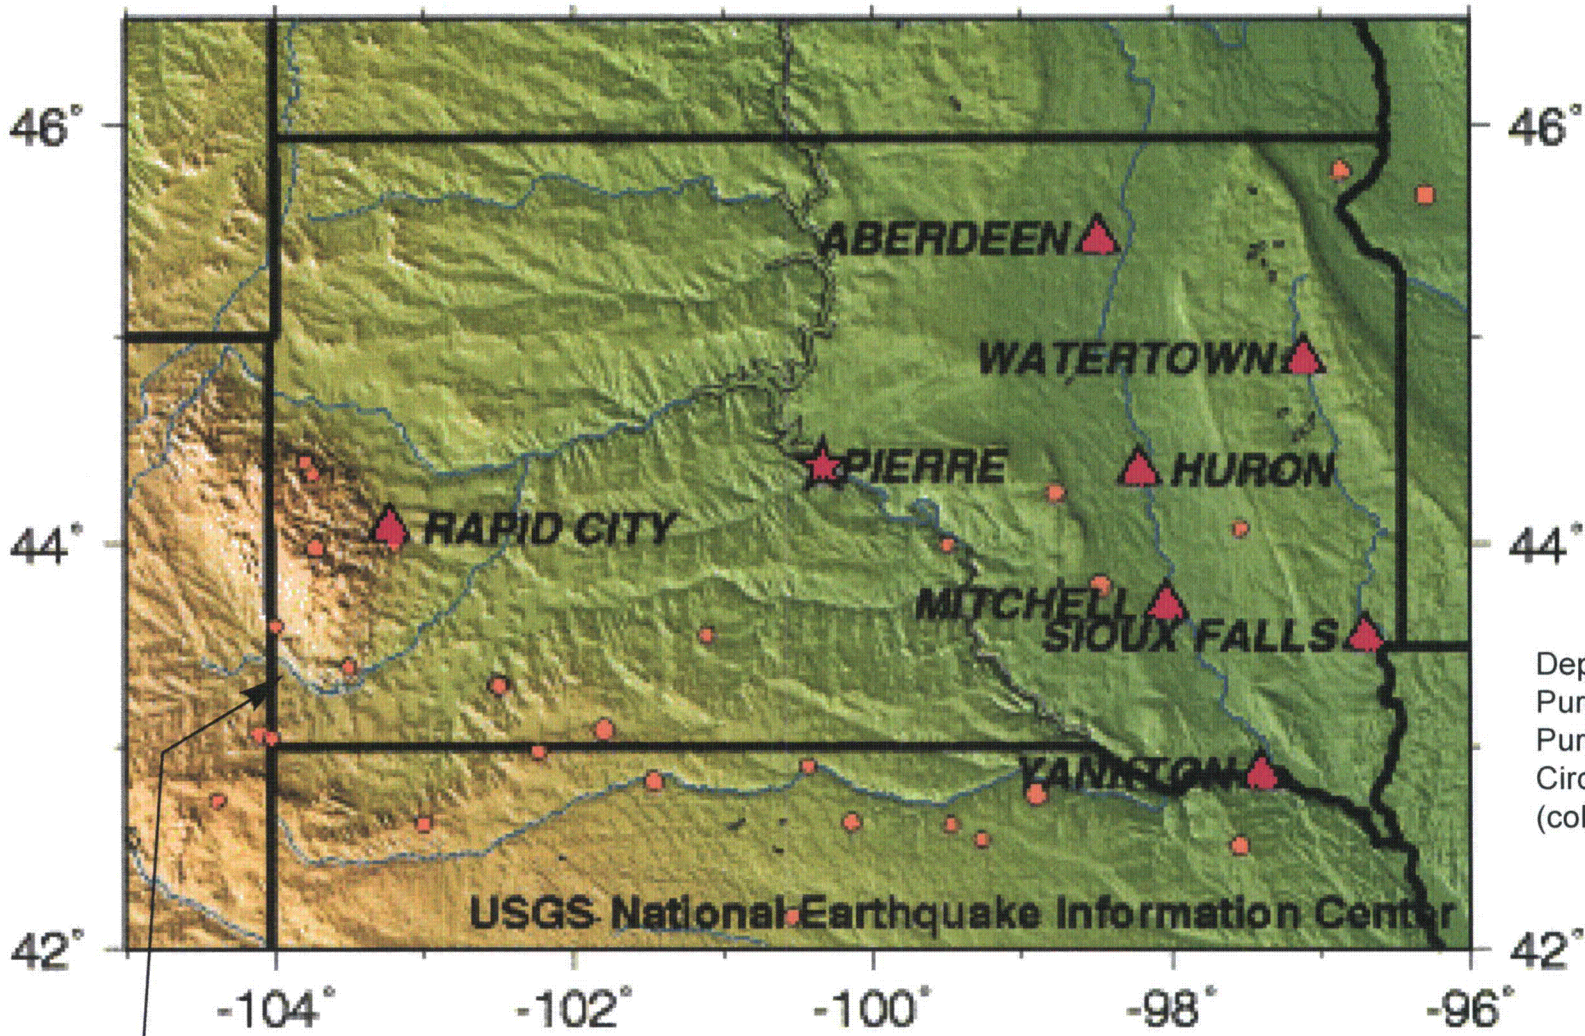 46°
46°
ABERDEEN
WATERTOWN
PIERRE
HURON
RAPID CITY
44°
44°
MITCHELL
SIOUX FALLS
YANKTON
USGS National Earthquake Information Center
42°
42°
-104°
-102°
-100°
-98°
-96°